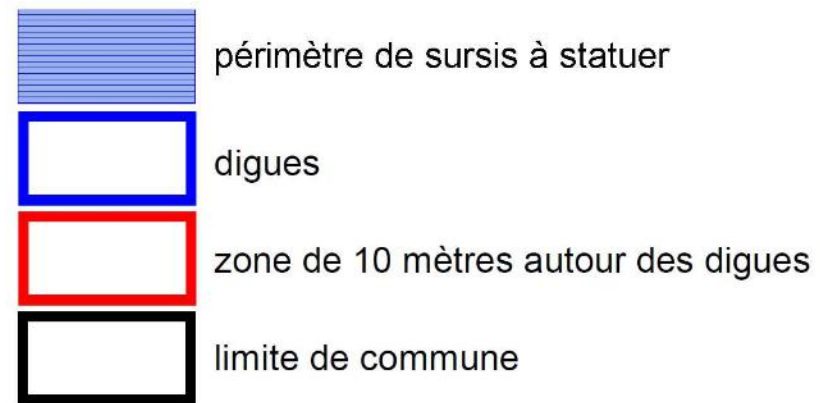 périmètre de sursis à statuer
digues
zone de 10 mètres autour des digues
limite de commune